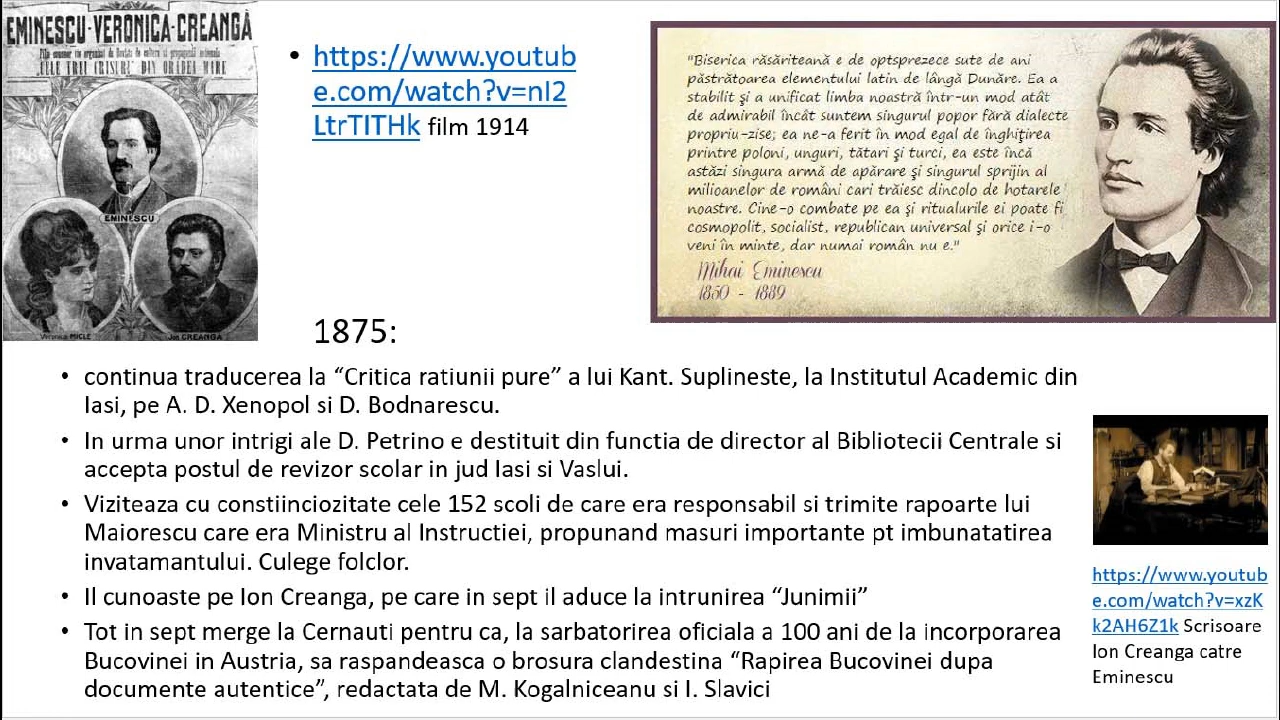 EMINESCU-VERONICA-CREANGĂ
CELE TREI CRISURI" DIN ORADEA MARE
EMINESCU
Veronica MICLE
Ion CREANGA
• https://www.youtub
e.com/watch?v=nI2
LtrTITHk film 1914
"Biserica răsăriteană e de optsprezece sute de ani
păstrătoarea elementului latin de lângă Dunăre. Ea a
stabilit şi a unificat limba noastră într-un mod atât
de admirabil încât suntem singurul popor fără dialecte
propriu-zise; ea ne-a ferit în mod egal de înghiţirea
printre poloni, unguri, tătari şi turci, ea este încă
astăzi singura armă de apărare şi singurul sprijin al
milioanelor de români cari trăiesc dincolo de hotarele
noastre. Cine-o combate pe ea şi ritualurile ei poate fi
cosmopolit, socialist, republican universal şi orice i-o
veni în minte, dar numai român nu e."
Mihai Eminescu
1850 - 1889
1875:
• continua traducerea la “Critica ratiunii pure” a lui Kant. Suplineste, la Institutul Academic din
Iasi, pe A. D. Xenopol si D. Bodnarescu.
• In urma unor intrigi ale D. Petrino e destituit din functia de director al Bibliotecii Centrale si
accepta postul de revizor scolar in jud Iasi si Vaslui.
• Viziteaza cu constiinciozitate cele 152 scoli de care era responsabil si trimite rapoarte lui
Maiorescu care era Ministru al Instructiei, propunand masuri importante pt imbunatatirea
invatamantului. Culege folclor.
• Il cunoaste pe Ion Creanga, pe care in sept il aduce la intrunirea “Junimii”
• Tot in sept merge la Cernauti pentru ca, la sarbatorirea oficiala a 100 ani de la incorporarea
Bucovinei in Austria, sa raspandeasca o brosura clandestina “Rapirea Bucovinei dupa
documente autentice”, redactata de M. Kogalniceanu si I. Slavici
https://www.youtub
e.com/watch?v=xzK
k2AH6Z1k Scrisoare
Ion Creanga catre
Eminescu